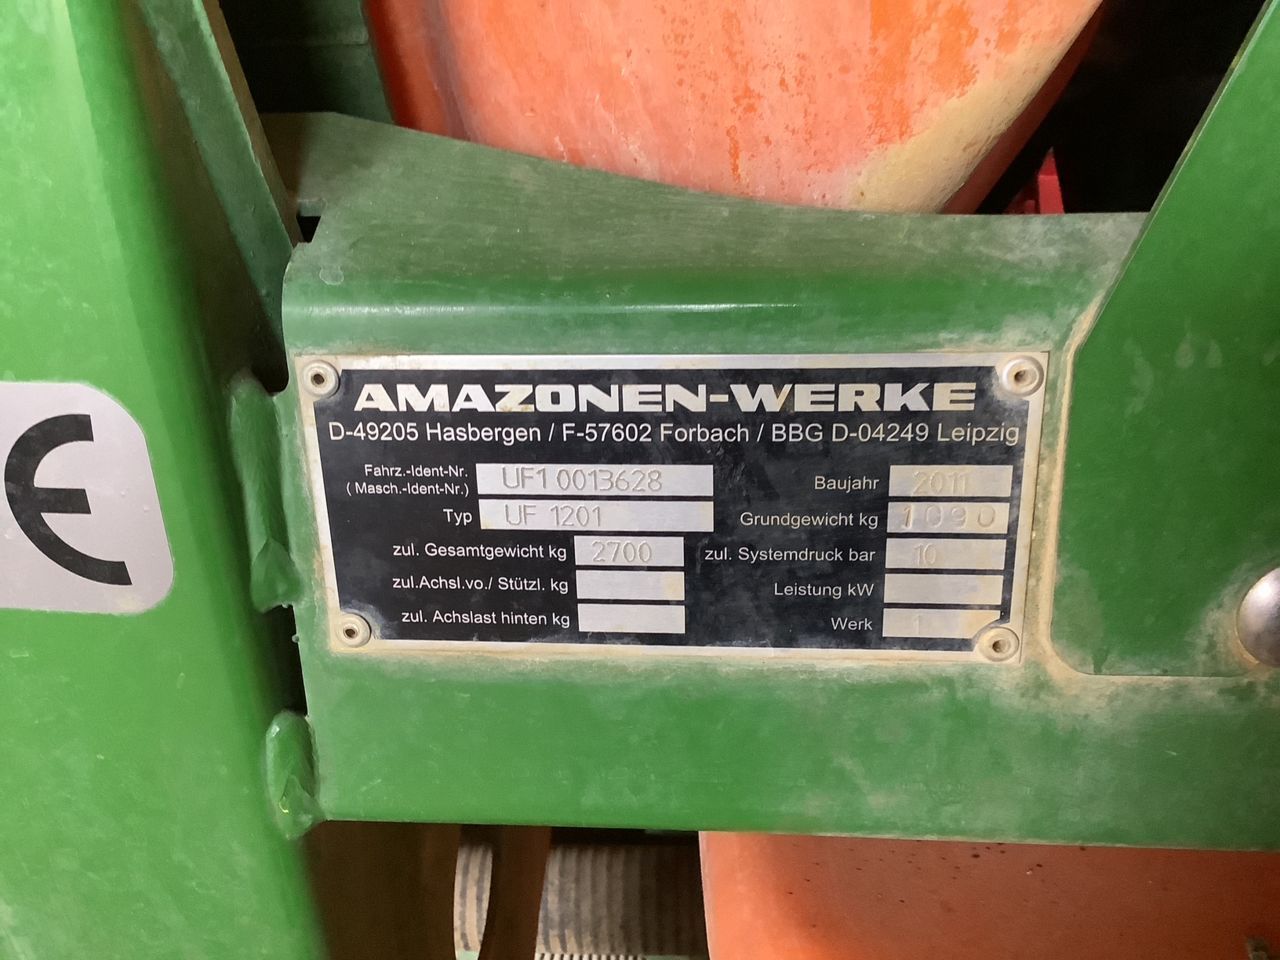 AMAZONEN-WERKE
D-49205 Hasbergen / F-57602 Forbach / BBG D-04249 Leipzig
Fahrz.-Ident-Nr.
( Masch.-Ident-Nr.) UF1 0013628
Typ UF 1201
zul. Gesamtgewicht kg 2700
zul.Achsl.vo./ Stützl. kg
zul. Achslast hinten kg
Baujahr 2011
Grundgewicht kg 1090
zul. Systemdruck bar 10
Leistung kW
Werk 1
CE